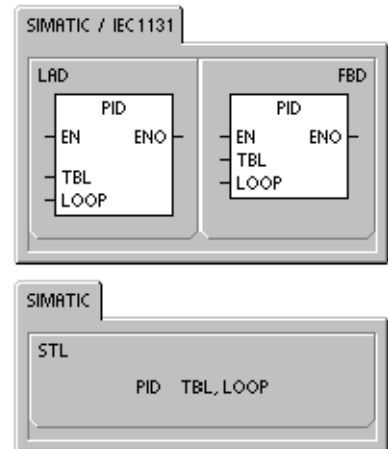 SIMATIC / IEC1131
LAD FBD
PID PID
EN ENO EN ENO
TBL TBL
LOOP LOOP
SIMATIC
STL
PID TBL, LOOP